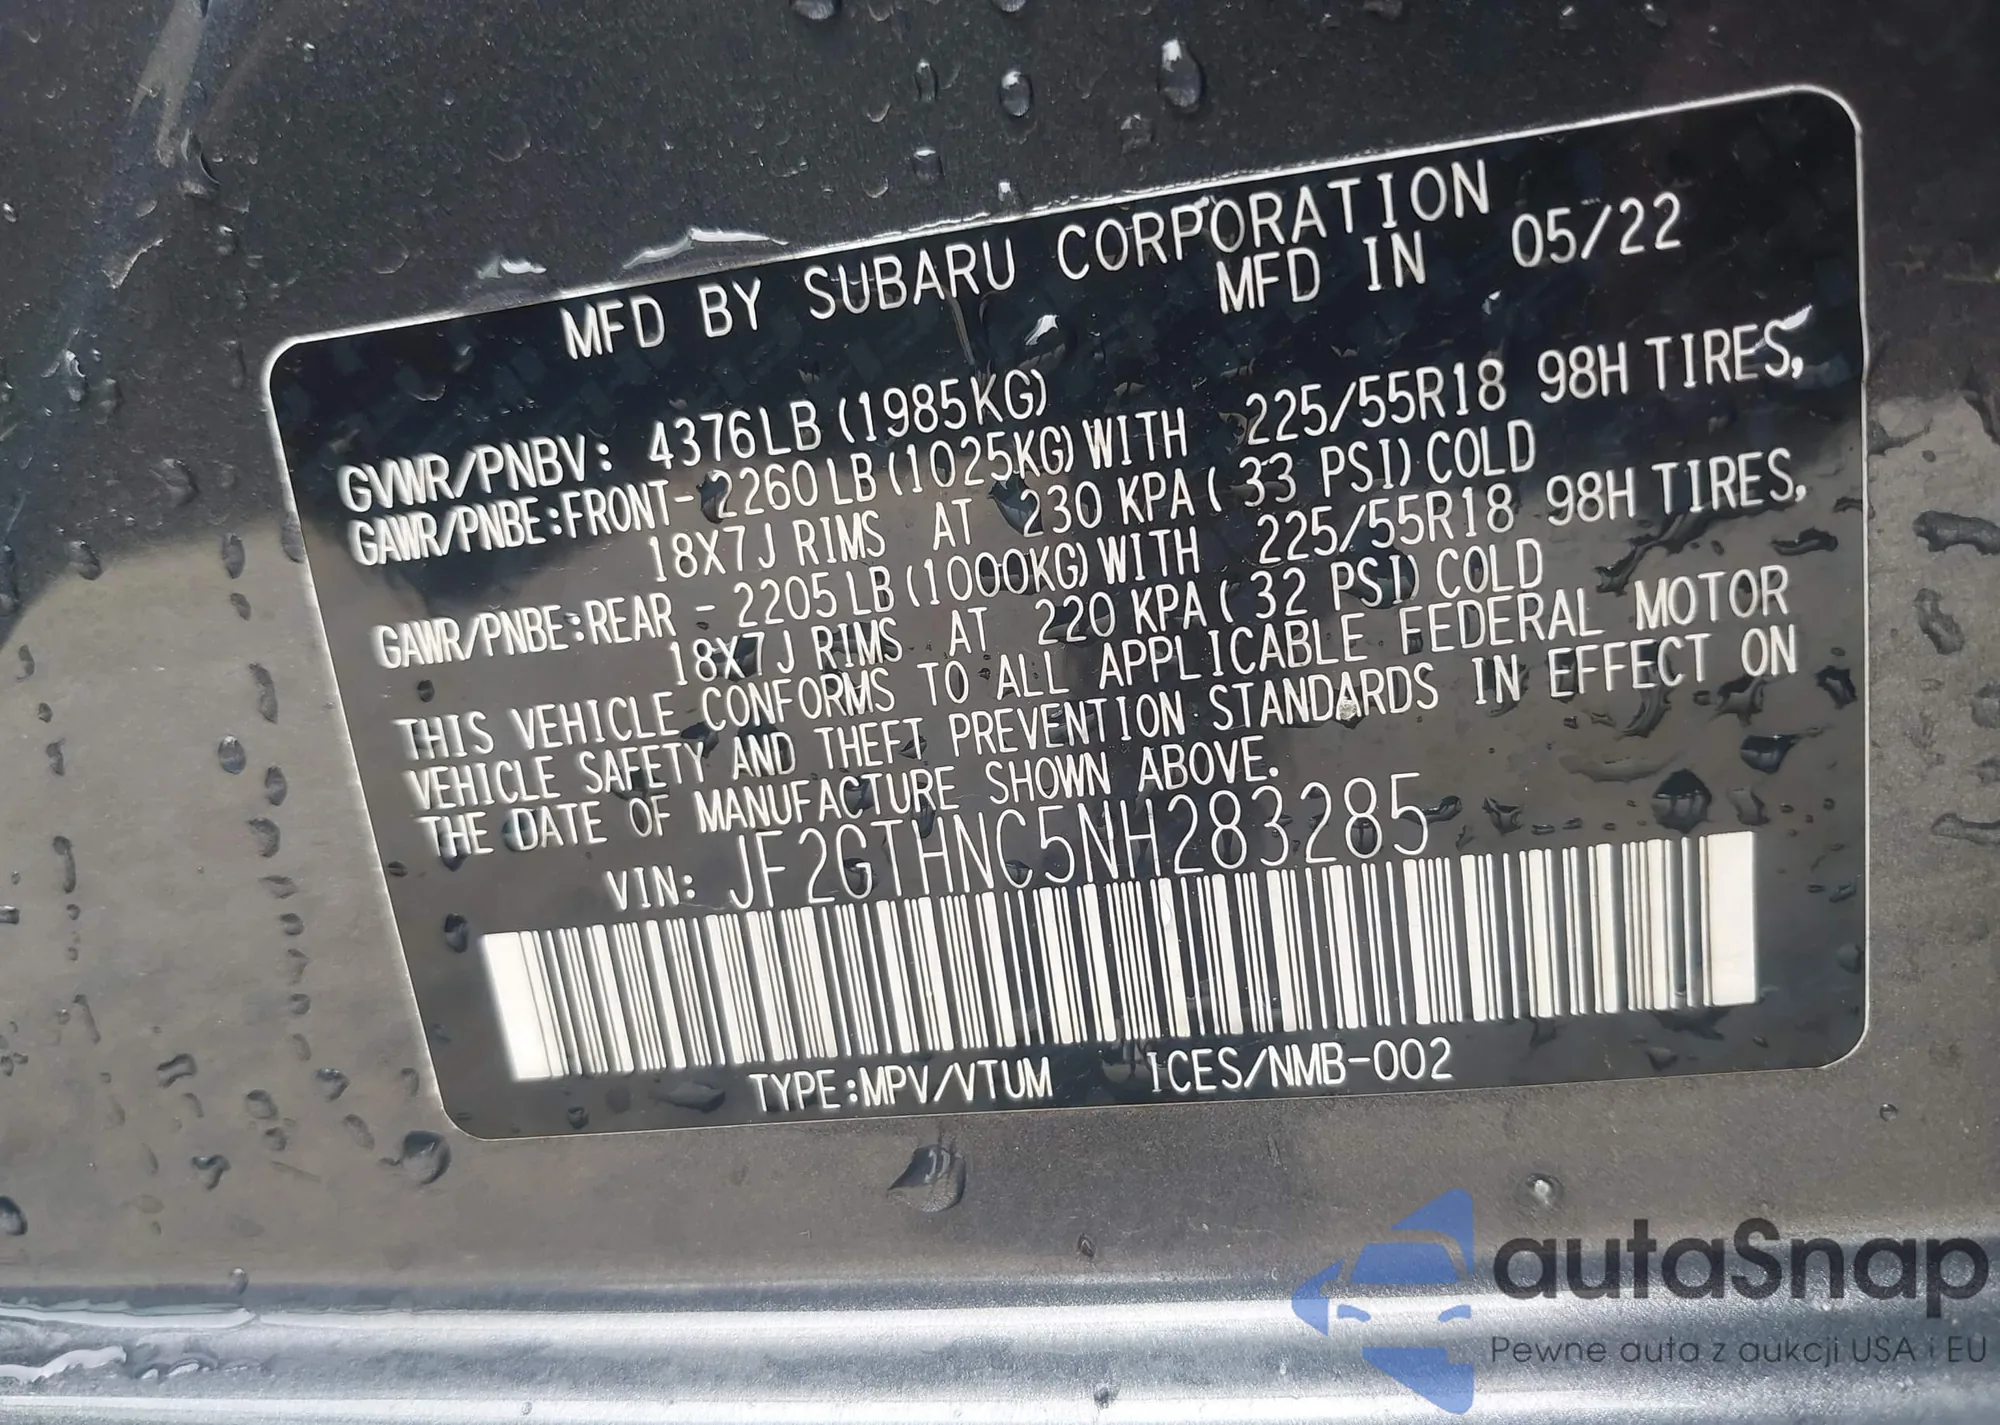 MFD BY SUBARU CORPORATION
MFD IN 05/22
GVWR/PNBV: 4376LB (1985KG)
GAWR/PNBE:FRONT- 2260LB (1025KG) WITH 225/55R18 98H TIRES,
18X7J RIMS AT 230 KPA ( 33 PSI) COLD
GAWR/PNBE:REAR - 2205LB (1000KG) WITH 225/55R18 98H TIRES,
18X7J RIMS AT 220 KPA ( 32 PSI) COLD
THIS VEHICLE CONFORMS TO ALL APPLICABLE FEDERAL MOTOR
VEHICLE SAFETY AND THEFT PREVENTION STANDARDS IN EFFECT ON
THE DATE OF MANUFACTURE SHOWN ABOVE.
VIN: JF2GTHNC5NH283285
TYPE:MPV/VTUM ICES/NMB-002
autaSnap
Pewne auta z aukcji USA i EU